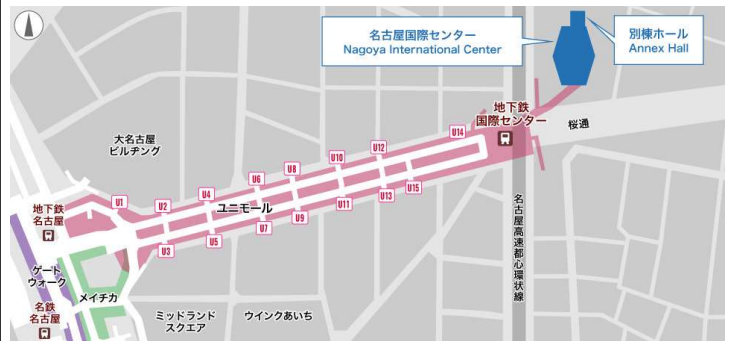 名古屋国際センター
Nagoya International Center
別棟ホール
Annex Hall
地下鉄
国際センター
桜通
大名古屋
ビルヂング
U14
U12
U10
U8
U6
U4
U2
U1
ユニモール
U15
U13
U11
U9
U7
U5
U3
地下鉄
名古屋
ゲート
ウォーク
メイチカ
名鉄
名古屋
ミッドランド
スクエア
ウインクあいち
名古屋高速都心環状線